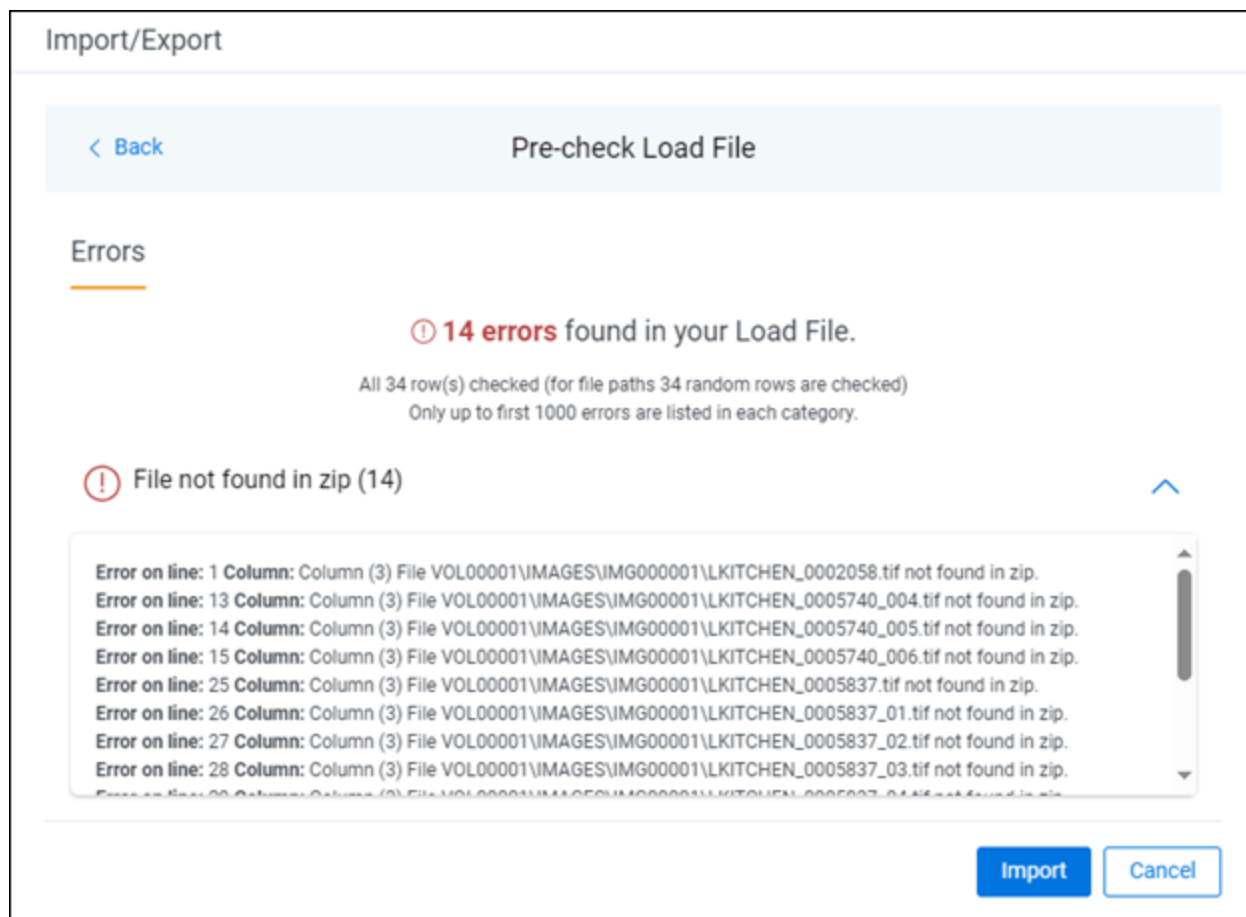 Import/Export
Back
Pre-check Load File
Errors
14 errors found in your Load File.
All 34 row(s) checked (for file paths 34 random rows are checked)
Only up to first 1000 errors are listed in each category.
File not found in zip (14)
Error on line: 1 Column: Column (3) File VOL00001\IMAGES\IMG000001\LKITCHEN_0002058.tif not found in zip.
Error on line: 13 Column: Column (3) File VOL00001\IMAGES\IMG00001\LKITCHEN_0005740_004.tif not found in zip.
Error on line: 14 Column: Column (3) File VOL00001\IMAGES\IMG00001\LKITCHEN_0005740_005.tif not found in zip.
Error on line: 15 Column: Column (3) File VOL00001\IMAGES\IMG00001\LKITCHEN_0005740_006.tif not found in zip.
Error on line: 25 Column: Column (3) File VOL00001\IMAGES\IMG00001\LKITCHEN_0005837.tif not found in zip.
Error on line: 26 Column: Column (3) File VOL00001\IMAGES\IMG00001\LKITCHEN_0005837_01.tif not found in zip.
Error on line: 27 Column: Column (3) File VOL00001\IMAGES\IMG00001\LKITCHEN_0005837_02.tif not found in zip.
Error on line: 28 Column: Column (3) File VOL00001\IMAGES\IMG00001\LKITCHEN_0005837_03.tif not found in zip.
Import
Cancel